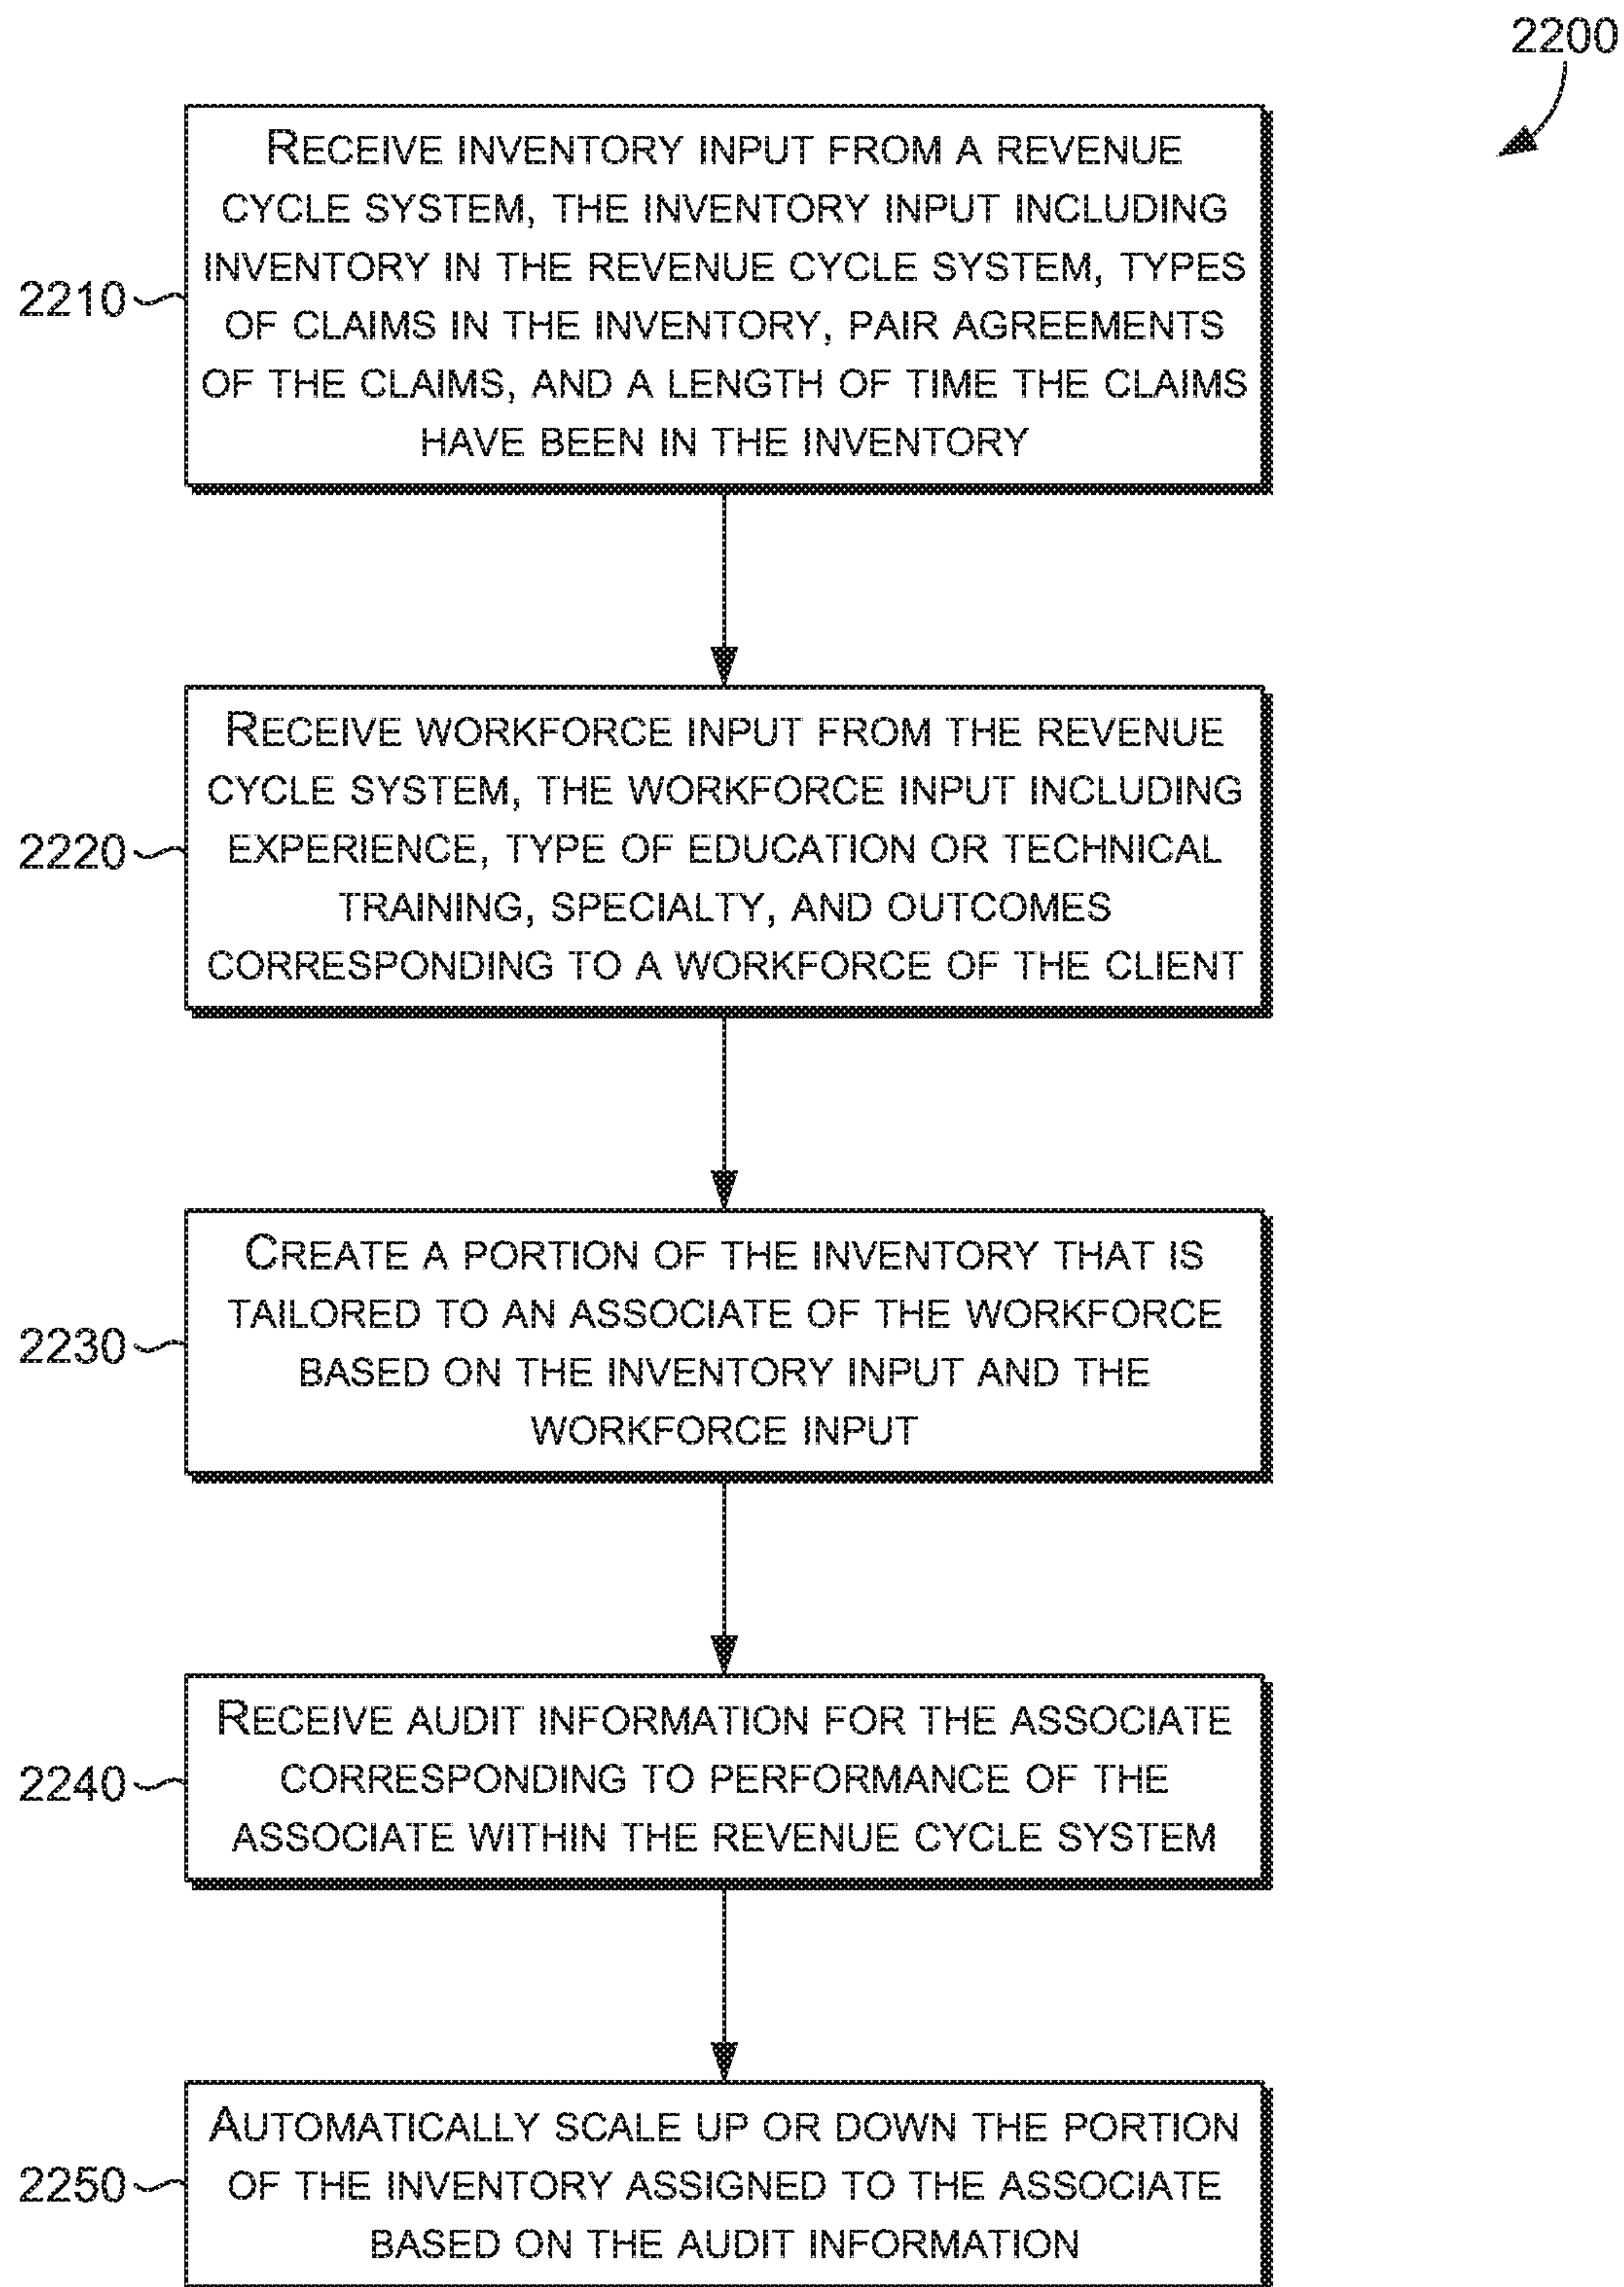 2200
RECEIVE INVENTORY INPUT FROM A REVENUE
CYCLE SYSTEM, THE INVENTORY INPUT INCLUDING
INVENTORY IN THE REVENUE CYCLE SYSTEM, TYPES
OF CLAIMS IN THE INVENTORY, PAIR AGREEMENTS
OF THE CLAIMS, AND A LENGTH OF TIME THE CLAIMS
HAVE BEEN IN THE INVENTORY
2210
RECEIVE WORKFORCE INPUT FROM THE REVENUE
CYCLE SYSTEM, THE WORKFORCE INPUT INCLUDING
EXPERIENCE, TYPE OF EDUCATION OR TECHNICAL
TRAINING, SPECIALTY, AND OUTCOMES
CORRESPONDING TO A WORKFORCE OF THE CLIENT
2220
CREATE A PORTION OF THE INVENTORY THAT IS
TAILORED TO AN ASSOCIATE OF THE WORKFORCE
BASED ON THE INVENTORY INPUT AND THE
WORKFORCE INPUT
2230
RECEIVE AUDIT INFORMATION FOR THE ASSOCIATE
CORRESPONDING TO PERFORMANCE OF THE
ASSOCIATE WITHIN THE REVENUE CYCLE SYSTEM
2240
AUTOMATICALLY SCALE UP OR DOWN THE PORTION
OF THE INVENTORY ASSIGNED TO THE ASSOCIATE
BASED ON THE AUDIT INFORMATION
2250